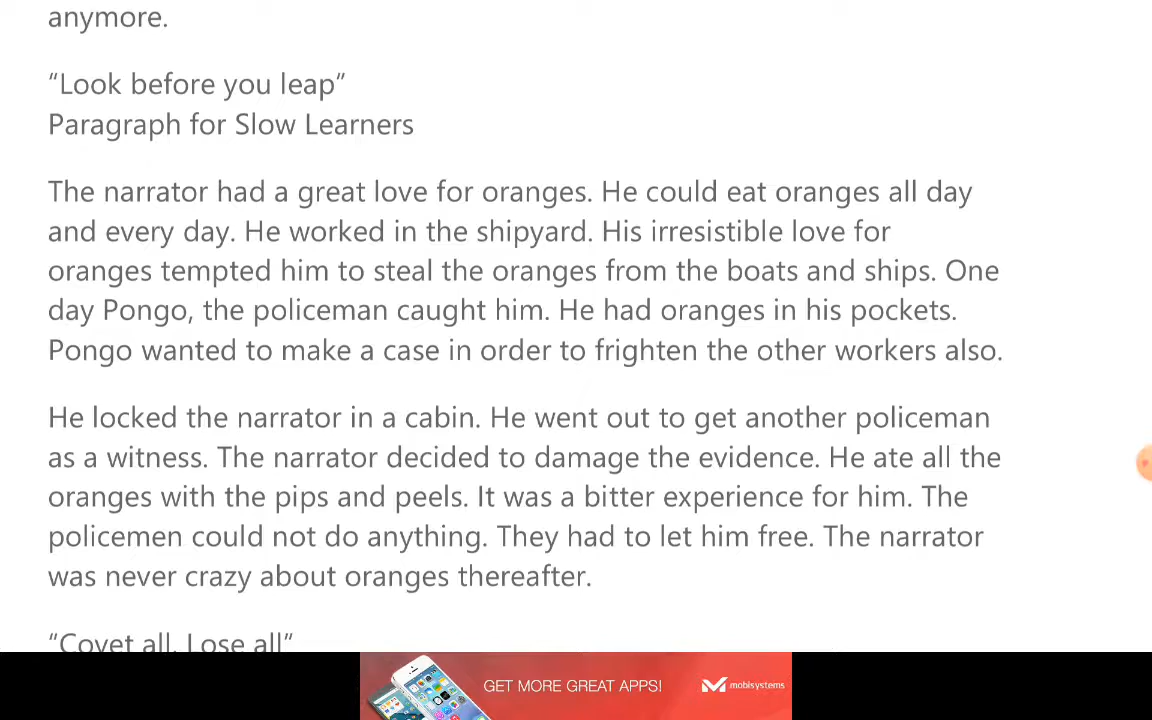 anymore.
“Look before you leap”
Paragraph for Slow Learners
The narrator had a great love for oranges. He could eat oranges all day
and every day. He worked in the shipyard. His irresistible love for
oranges tempted him to steal the oranges from the boats and ships. One
day Pongo, the policeman caught him. He had oranges in his pockets.
Pongo wanted to make a case in order to frighten the other workers also.
He locked the narrator in a cabin. He went out to get another policeman
as a witness. The narrator decided to damage the evidence. He ate all the
oranges with the pips and peels. It was a bitter experience for him. The
policemen could not do anything. They had to let him free. The narrator
was never crazy about oranges thereafter.
“Covet all, Lose all”
GET MORE GREAT APPS!
mobisystems